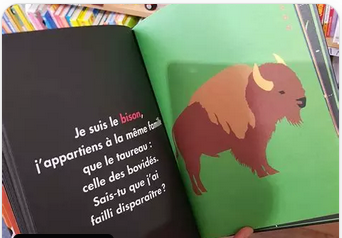 Je suis le bison,
j'appartiens à la même famille
que le taureau :
celle des bovidés.
Sais-tu que j'ai
failli disparaître ?